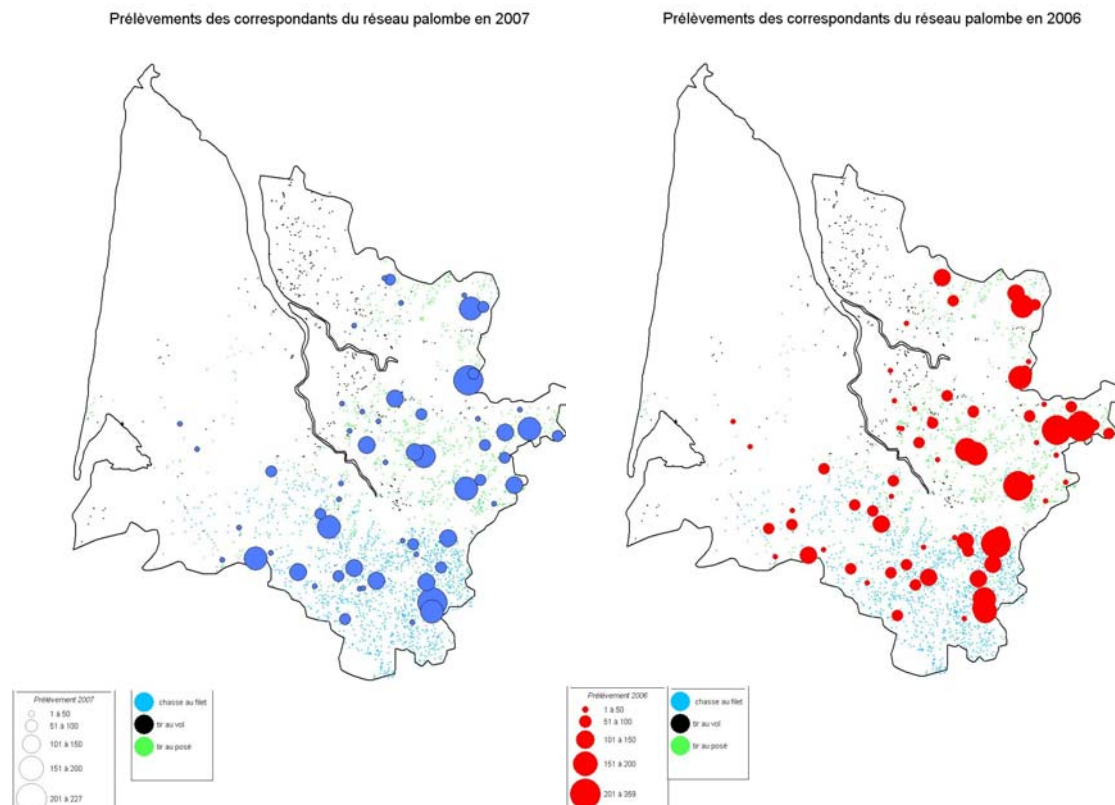 Prélèvements des correspondants du réseau palombe en 2007
Prélèvements des correspondants du réseau palombe en 2006
Prélèvement 2007
1 à 50
51 à 100
101 à 150
151 à 200
201 à 227
chasse au filet
tir au vol
tir au posé
Prélèvement 2006
1 à 50
51 à 100
101 à 150
151 à 200
201 à 359
chasse au filet
tir au vol
tir au posé